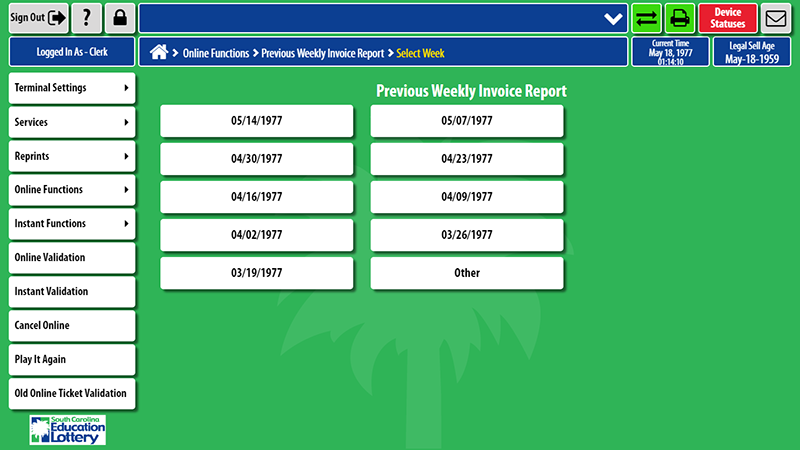 Sign Out
?
Device
Statuses
Logged In As - Clerk
Online Functions
Previous Weekly Invoice Report
Select Week
Current Time
May 18, 1977
01:14:10
Legal Sell Age
May-18-1959
Terminal Settings
Services
Reprints
Online Functions
Instant Functions
Online Validation
Instant Validation
Cancel Online
Play It Again
Old Online Ticket Validation
Previous Weekly Invoice Report
05/14/1977
05/07/1977
04/30/1977
04/23/1977
04/16/1977
04/09/1977
04/02/1977
03/26/1977
03/19/1977
Other
South Carolina
Education
Lottery